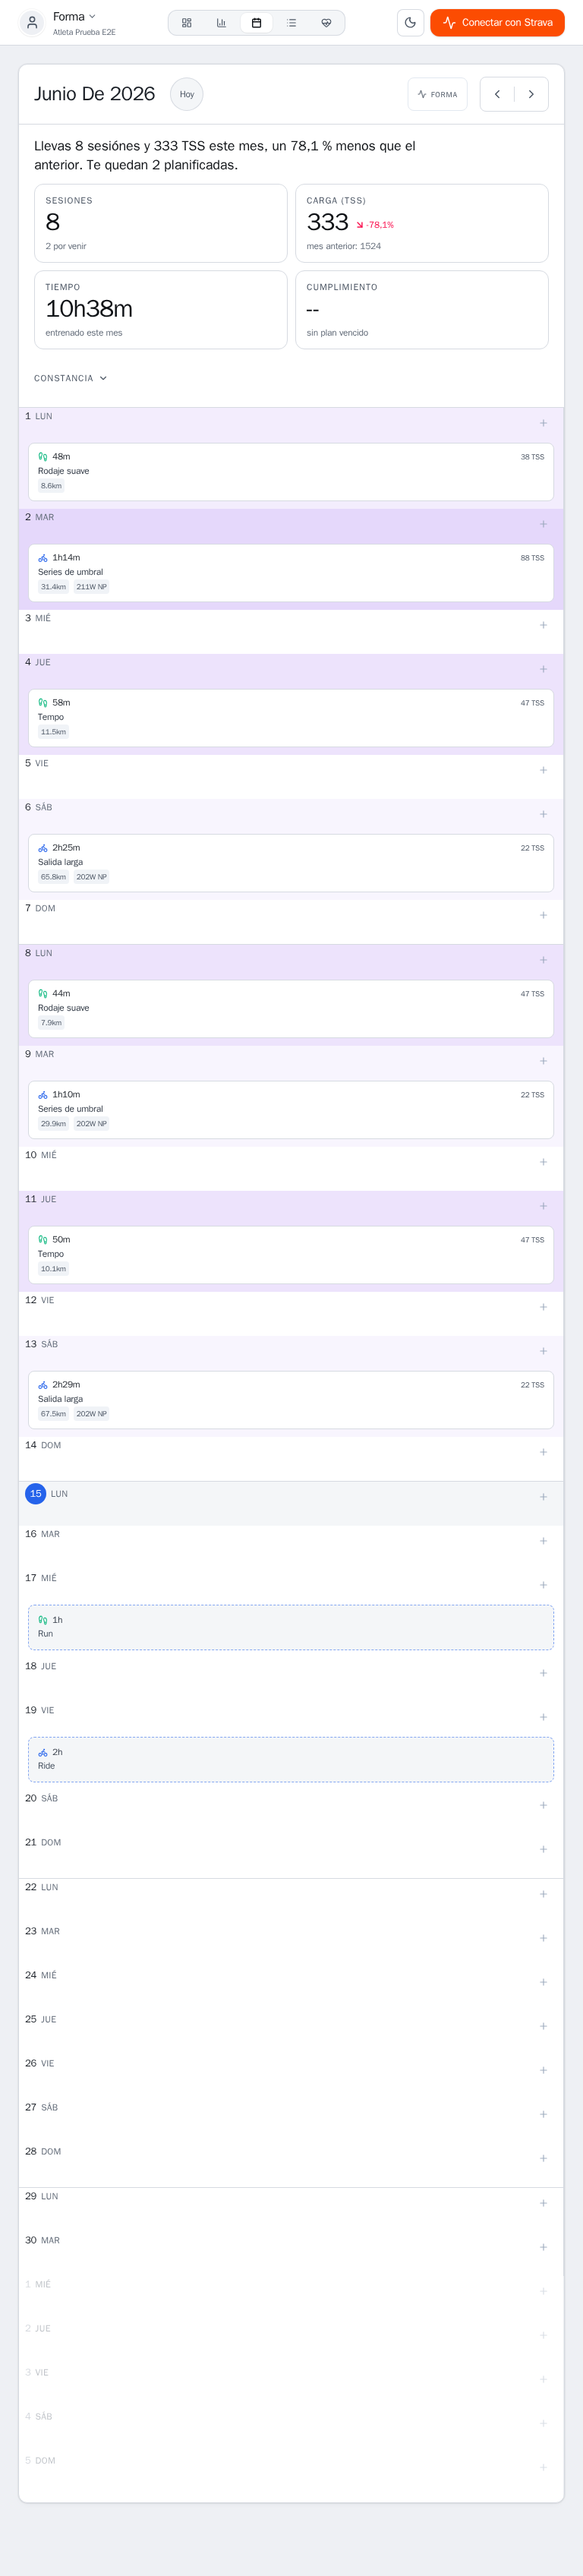 Forma
Atleta Prueba E2E
Conectar con Strava
Junio De 2026
Hoy
FORMA
Llevas 8 sesiónes y 333 TSS este mes, un 78,1 % menos que el
anterior. Te quedan 2 planificadas.
SESIONES
8
2 por venir
CARGA (TSS)
333 -78,1%
mes anterior: 1524
TIEMPO
10h38m
entrenado este mes
CUMPLIMIENTO
--
sin plan vencido
CONSTANCIA
1 LUN
48m 38 TSS
Rodaje suave
8.6km
2 MAR
1h14m 88 TSS
Series de umbral
31.4km 211W NP
3 MIÉ
4 JUE
58m 47 TSS
Tempo
11.5km
5 VIE
6 SÁB
2h25m 22 TSS
Salida larga
65.8km 202W NP
7 DOM
8 LUN
44m 47 TSS
Rodaje suave
7.9km
9 MAR
1h10m 22 TSS
Series de umbral
29.9km 202W NP
10 MIÉ
11 JUE
50m 47 TSS
Tempo
10.1km
12 VIE
13 SÁB
2h29m 22 TSS
Salida larga
67.5km 202W NP
14 DOM
15 LUN
16 MAR
17 MIÉ
1h
Run
18 JUE
19 VIE
2h
Ride
20 SÁB
21 DOM
22 LUN
23 MAR
24 MIÉ
25 JUE
26 VIE
27 SÁB
28 DOM
29 LUN
30 MAR
1 MIÉ
2 JUE
3 VIE
4 SÁB
5 DOM